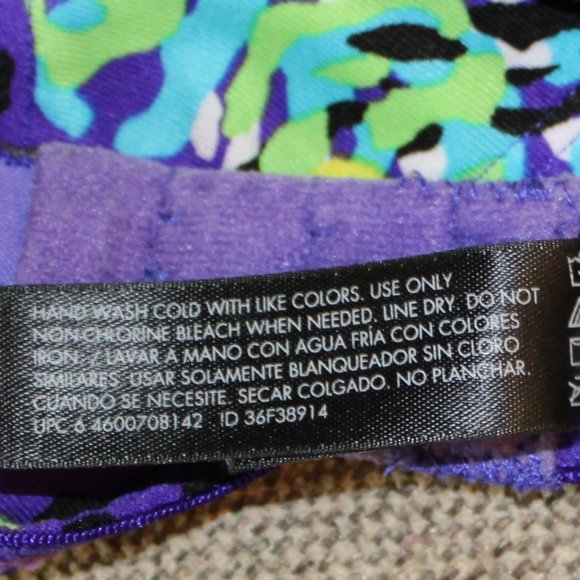 HAND WASH COLD WITH LIKE COLORS. USE ONLY
NON-CHLORINE BLEACH WHEN NEEDED. LINE DRY. DO NOT
IRON. / LAVAR A MANO CON AGUA FRÍA CON COLORES
SIMILARES. USAR SOLAMENTE BLANQUEADOR SIN CLORO
CUANDO SE NECESITE. SECAR COLGADO. NO PLANCHAR.
UPC 6 4600708142 ID 36F38914